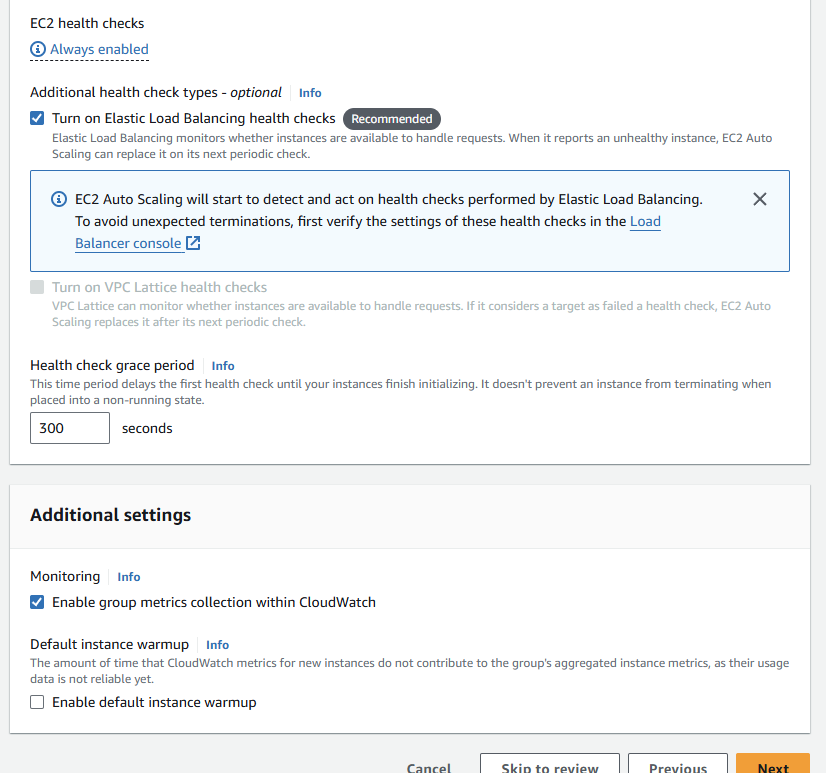 EC2 health checks
Always enabled
Additional health check types - optional Info
Turn on Elastic Load Balancing health checks Recommended
Elastic Load Balancing monitors whether instances are available to handle requests. When it reports an unhealthy instance, EC2 Auto
Scaling can replace it on its next periodic check.
EC2 Auto Scaling will start to detect and act on health checks performed by Elastic Load Balancing.
To avoid unexpected terminations, first verify the settings of these health checks in the Load
Balancer console
Turn on VPC Lattice health checks
VPC Lattice can monitor whether instances are available to handle requests. If it considers a target as failed a health check, EC2 Auto
Scaling replaces it after its next periodic check.
Health check grace period Info
This time period delays the first health check until your instances finish initializing. It doesn't prevent an instance from terminating when
placed into a non-running state.
300 seconds
Additional settings
Monitoring Info
Enable group metrics collection within CloudWatch
Default instance warmup Info
The amount of time that CloudWatch metrics for new instances do not contribute to the group's aggregated instance metrics, as their usage
data is not reliable yet.
Enable default instance warmup
Cancel Skip to review Previous Next